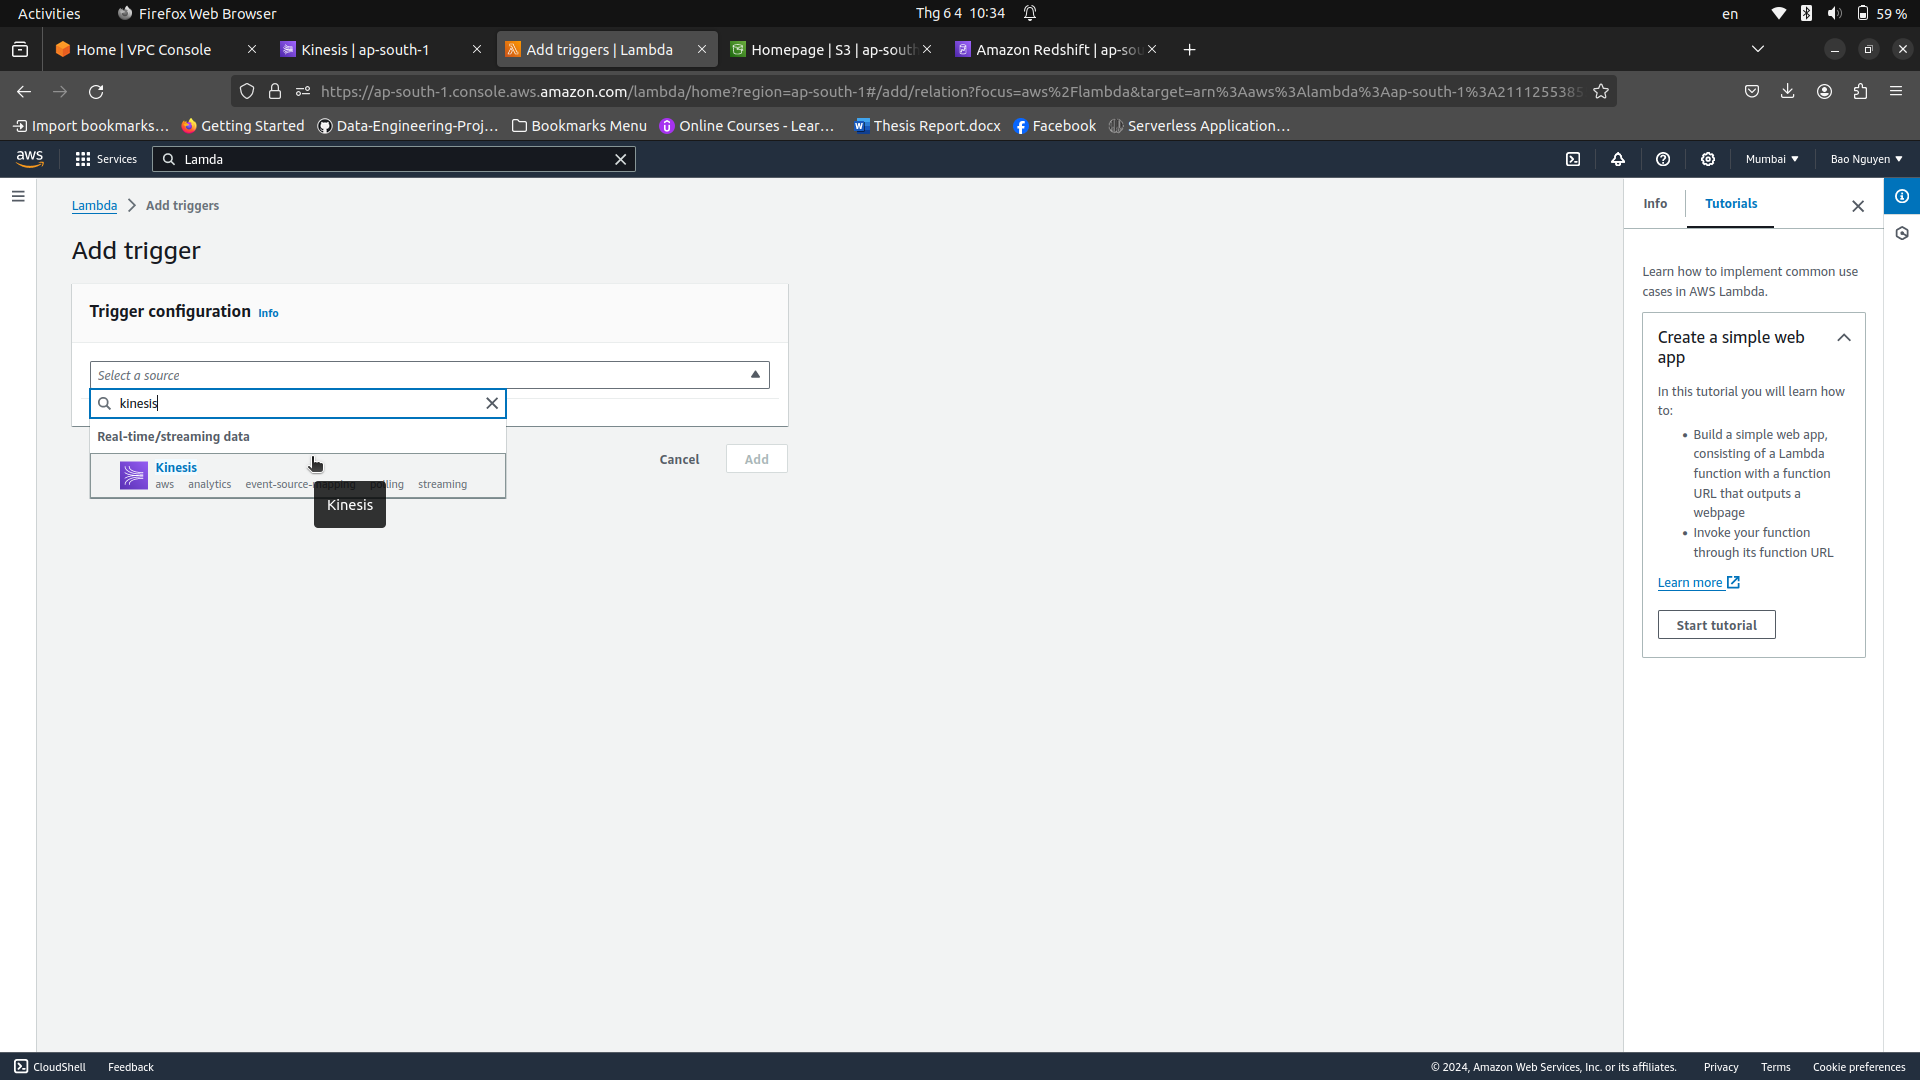 Activities
Firefox Web Browser
Thg 6 4 10:34
en
59 %
Home | VPC Console
Kinesis | ap-south-1
Add triggers | Lambda
Homepage | S3 | ap-south
Amazon Redshift | ap-sou
https://ap-south-1.console.aws.amazon.com/lambda/home?region=ap-south-1#/add/relation?focus=aws%2Flambda&target=arn%3Aaws%3Alambda%3Aap-south-1%3A2111255385
Import bookmarks...
Getting Started
Data-Engineering-Proj...
Bookmarks Menu
Online Courses - Lear...
Thesis Report.docx
Facebook
Serverless Application...
aws
Services
Lamda
Mumbai
Bao Nguyen
Lambda
Add triggers
Add trigger
Trigger configuration Info
Select a source
kinesis
Real-time/streaming data
Kinesis
aws analytics event-source-mapping polling streaming
Kinesis
Cancel
Add
Info
Tutorials
Learn how to implement common use
cases in AWS Lambda.
Create a simple web
app
In this tutorial you will learn how
to:
• Build a simple web app,
consisting of a Lambda
function with a function
URL that outputs a
webpage
• Invoke your function
through its function URL
Learn more
Start tutorial
CloudShell
Feedback
© 2024, Amazon Web Services, Inc. or its affiliates.
Privacy
Terms
Cookie preferences